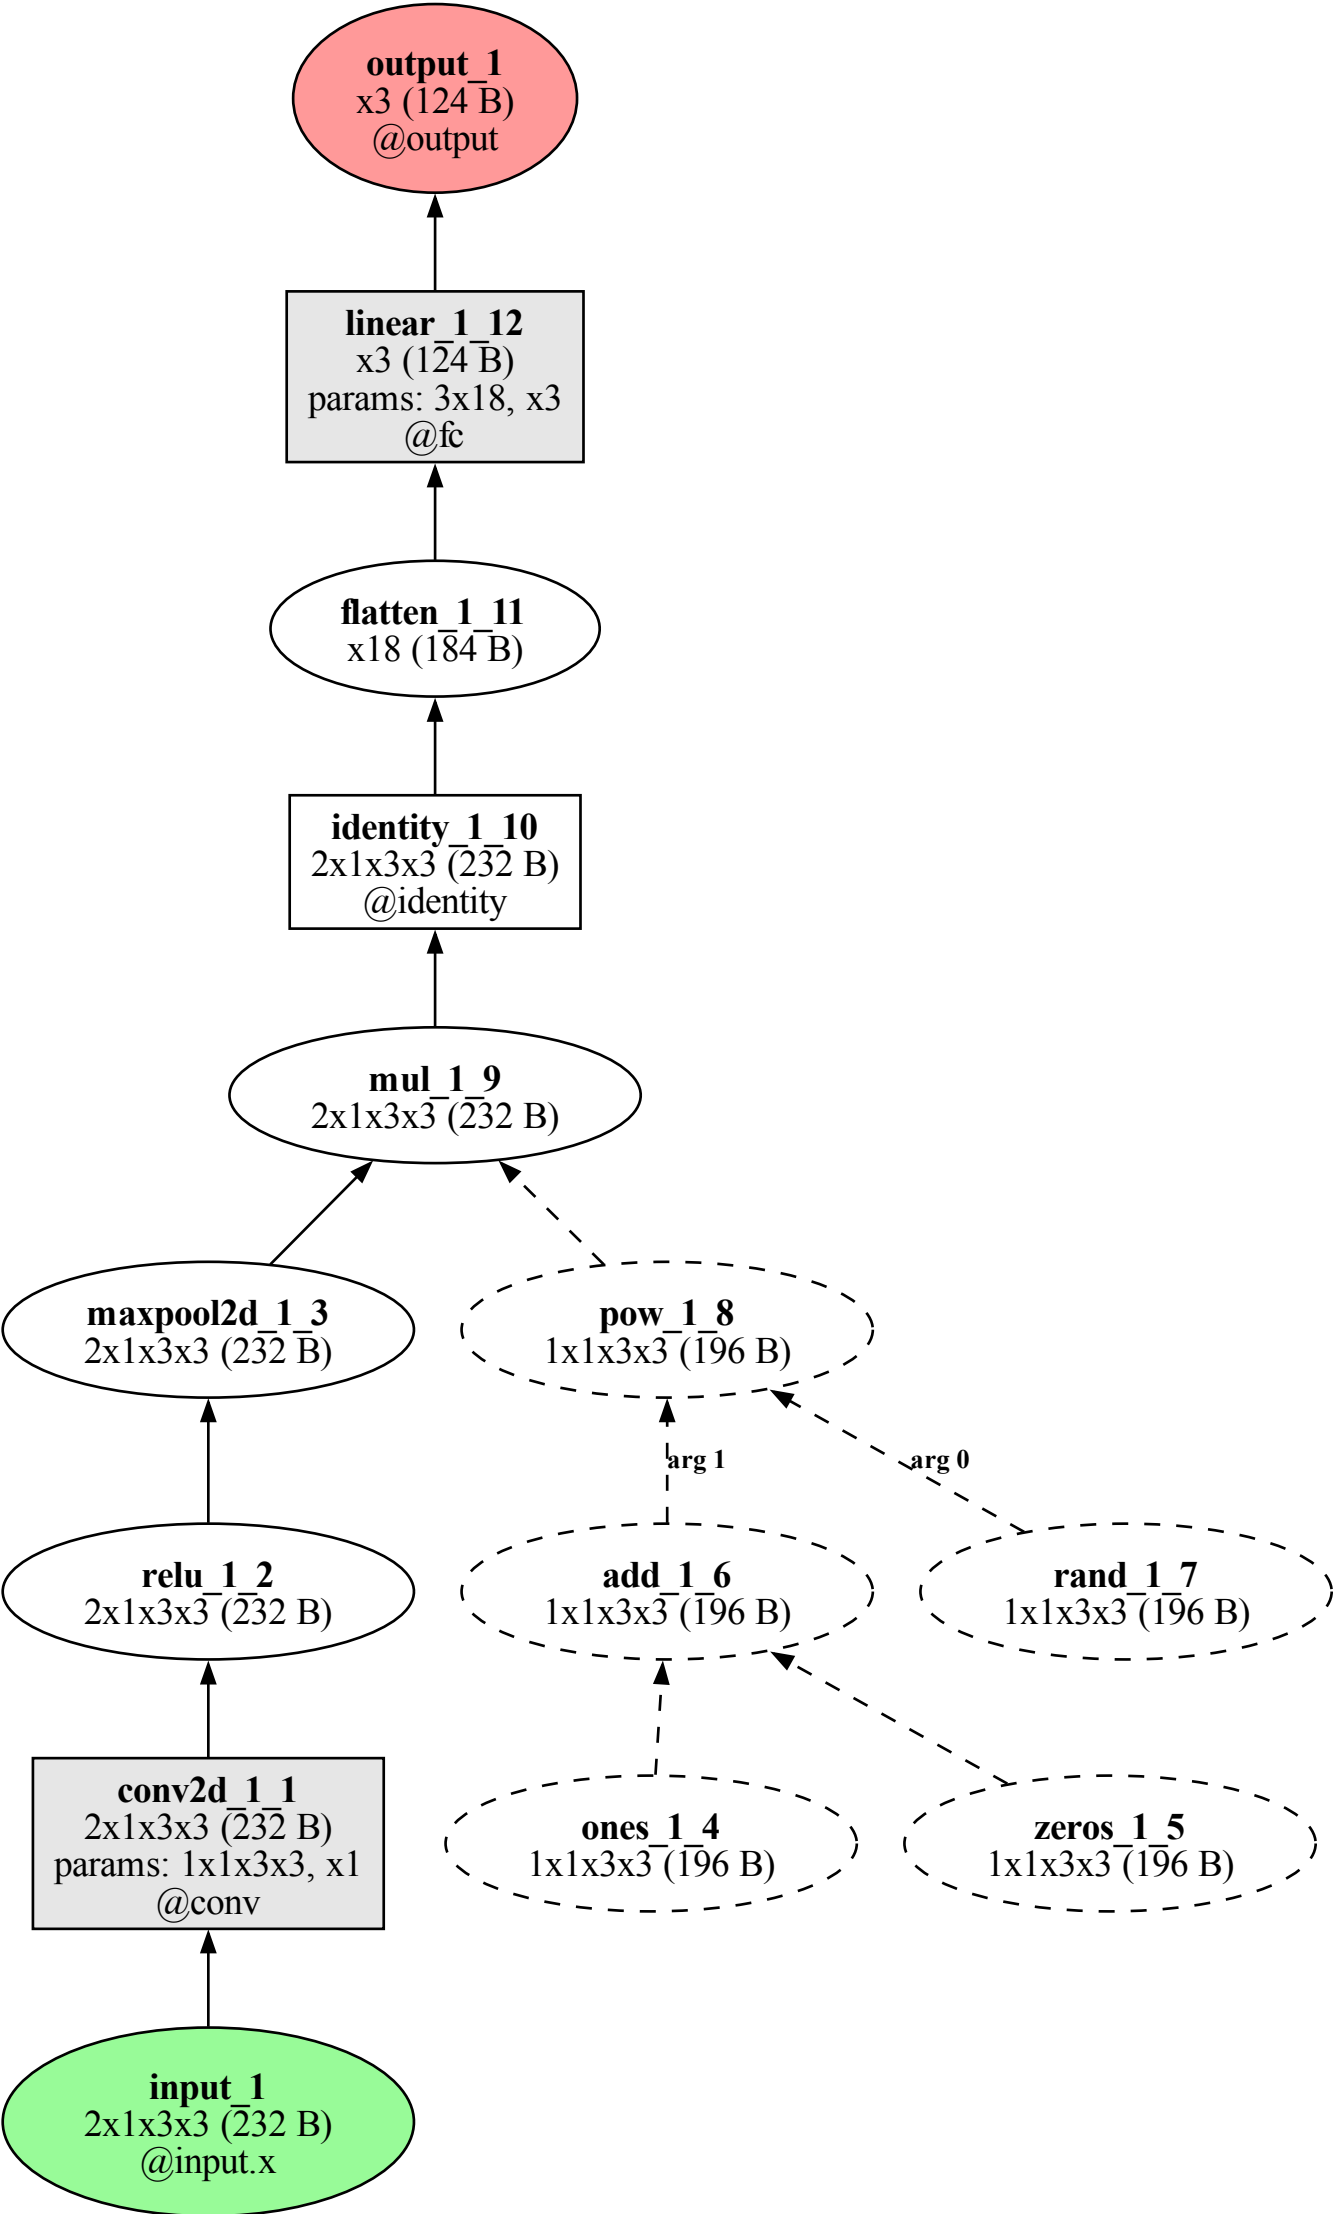 output_1
x3 (124 B)
@output
linear_1_12
x3 (124 B)
params: 3x18, x3
@fc
flatten_1_11
x18 (184 B)
identity_1_10
2x1x3x3 (232 B)
@identity
mul_1_9
2x1x3x3 (232 B)
maxpool2d_1_3
2x1x3x3 (232 B)
pow_1_8
1x1x3x3 (196 B)
arg 1
arg 0
relu_1_2
2x1x3x3 (232 B)
add_1_6
1x1x3x3 (196 B)
rand_1_7
1x1x3x3 (196 B)
conv2d_1_1
2x1x3x3 (232 B)
params: 1x1x3x3, x1
@conv
ones_1_4
1x1x3x3 (196 B)
zeros_1_5
1x1x3x3 (196 B)
input_1
2x1x3x3 (232 B)
@input.x